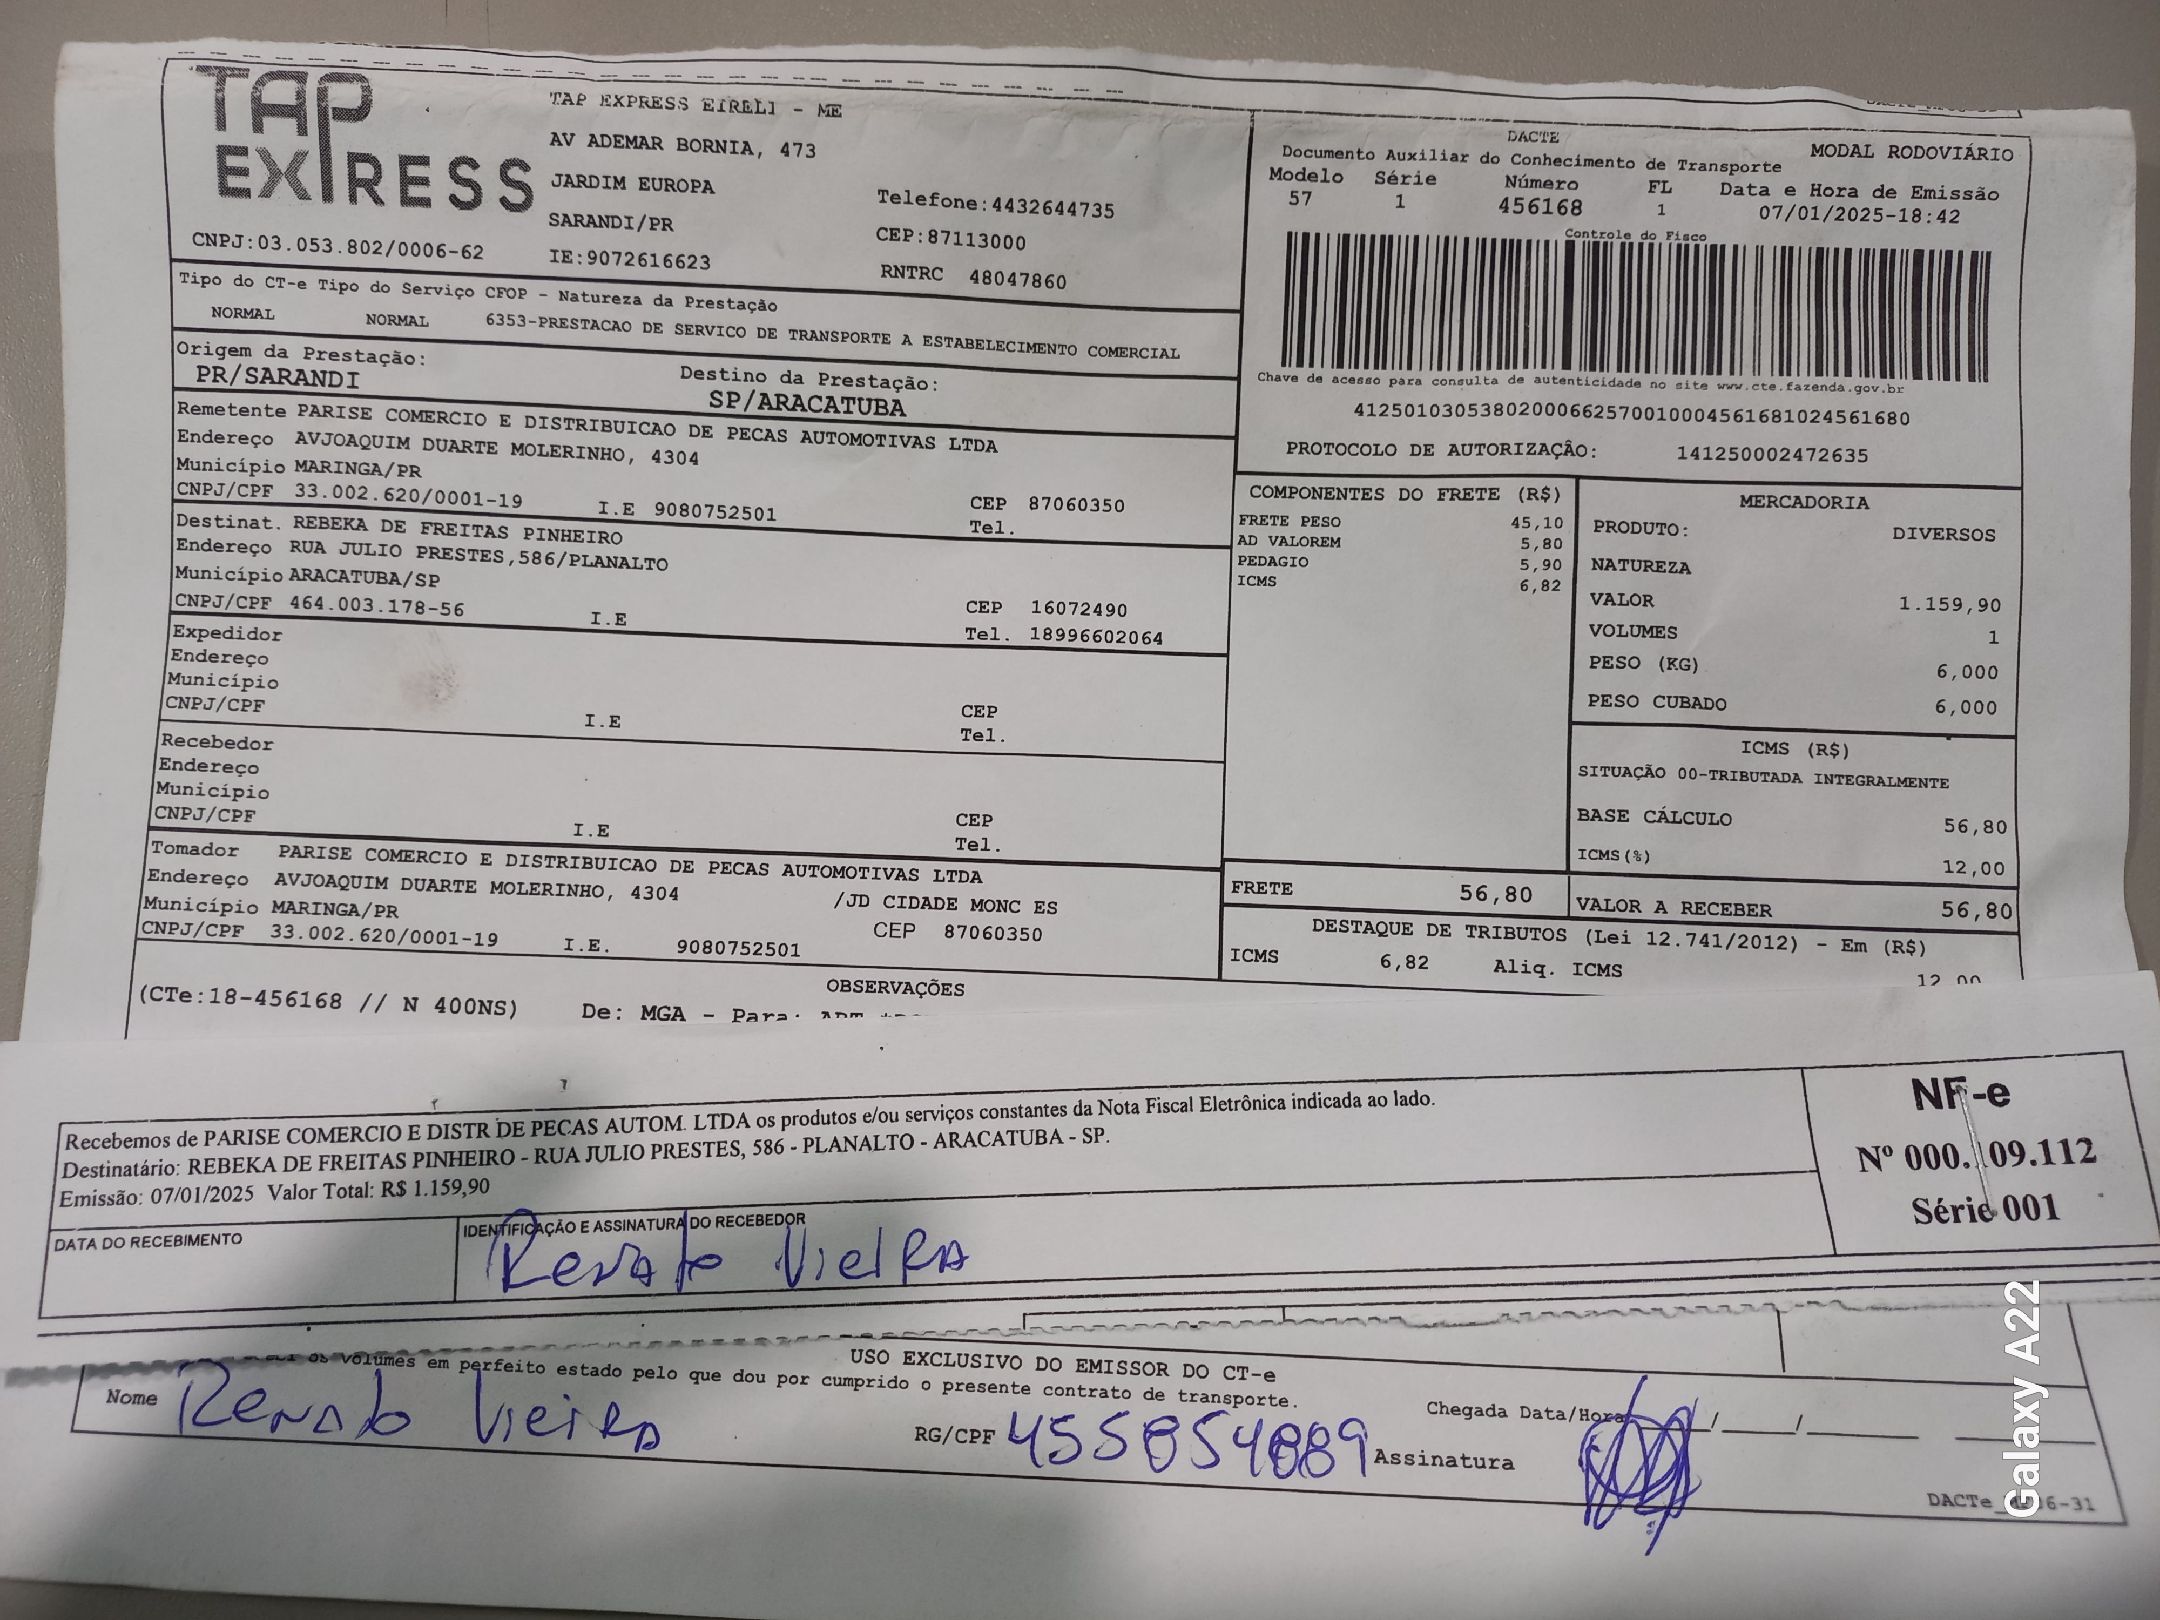 TAP EXPRESS
TAP EXPRESS EIRELI - ME
AV ADEMAR BORNIA, 473
JARDIM EUROPA
Telefone:4432644735
SARANDI/PR
CEP:87113000
CNPJ:03.053.802/0006-62
IE:9072616623
RNTRC 48047860
DACTE
MODAL RODOVIÁRIO
Documento Auxiliar do Conhecimento de Transporte
Modelo Série Número FL Data e Hora de Emissão
57 1 456168 1 07/01/2025-18:42
Controle do Fisco
Chave de acesso para consulta de autenticidade no site www.cte.fazenda.gov.br
41250103053802000662570010004561681024561680
PROTOCOLO DE AUTORIZAÇÂO: 141250002472635
Tipo do CT-e Tipo do Serviço CFOP - Natureza da Prestação
NORMAL NORMAL 6353-PRESTACAO DE SERVICO DE TRANSPORTE A ESTABELECIMENTO COMERCIAL
Origem da Prestação: Destino da Prestação:
PR/SARANDI SP/ARACATUBA
Remetente PARISE COMERCIO E DISTRIBUICAO DE PECAS AUTOMOTIVAS LTDA
Endereço AVJOAQUIM DUARTE MOLERINHO, 4304
Município MARINGA/PR
CNPJ/CPF 33.002.620/0001-19 I.E 9080752501 CEP 87060350
Tel.
Destinat. REBEKA DE FREITAS PINHEIRO
Endereço RUA JULIO PRESTES,586/PLANALTO
Município ARACATUBA/SP
CNPJ/CPF 464.003.178-56 I.E CEP 16072490
Tel. 18996602064
Expedidor
Endereço
Município
CNPJ/CPF I.E CEP
Tel.
Recebedor
Endereço
Município
CNPJ/CPF I.E CEP
Tel.
Tomador PARISE COMERCIO E DISTRIBUICAO DE PECAS AUTOMOTIVAS LTDA
Endereço AVJOAQUIM DUARTE MOLERINHO, 4304 /JD CIDADE MONC ES
Município MARINGA/PR CEP 87060350
CNPJ/CPF 33.002.620/0001-19 I.E. 9080752501
COMPONENTES DO FRETE (R$)
FRETE PESO 45,10
AD VALOREM 5,80
PEDAGIO 5,90
ICMS 6,82
MERCADORIA
PRODUTO: DIVERSOS
NATUREZA
VALOR 1.159,90
VOLUMES 1
PESO (KG) 6,000
PESO CUBADO 6,000
ICMS (R$)
SITUAÇÃO 00-TRIBUTADA INTEGRALMENTE
BASE CÁLCULO 56,80
ICMS(%) 12,00
FRETE 56,80
VALOR A RECEBER 56,80
DESTAQUE DE TRIBUTOS (Lei 12.741/2012) - Em (R$)
ICMS 6,82 Aliq. ICMS 12,00
OBSERVAÇÕES
(CTe:18-456168 // N 400NS) De: MGA - Para:
Recebemos de PARISE COMERCIO E DISTR DE PECAS AUTOM. LTDA os produtos e/ou serviços constantes da Nota Fiscal Eletrônica indicada ao lado.
Destinatário: REBEKA DE FREITAS PINHEIRO - RUA JULIO PRESTES, 586 - PLANALTO - ARACATUBA - SP.
Emissão: 07/01/2025 Valor Total: R$ 1.159,90
DATA DO RECEBIMENTO
IDENTIFICAÇÃO E ASSINATURA DO RECEBEDOR
Renato Vieira
NF-e
Nº 000.109.112
Série 001
USO EXCLUSIVO DO EMISSOR DO CT-e
os volumes em perfeito estado pelo que dou por cumprido o presente contrato de transporte.
Nome Renato Vieira
RG/CPF 455854889
Chegada Data/Hora / /
Assinatura
Galaxy A22